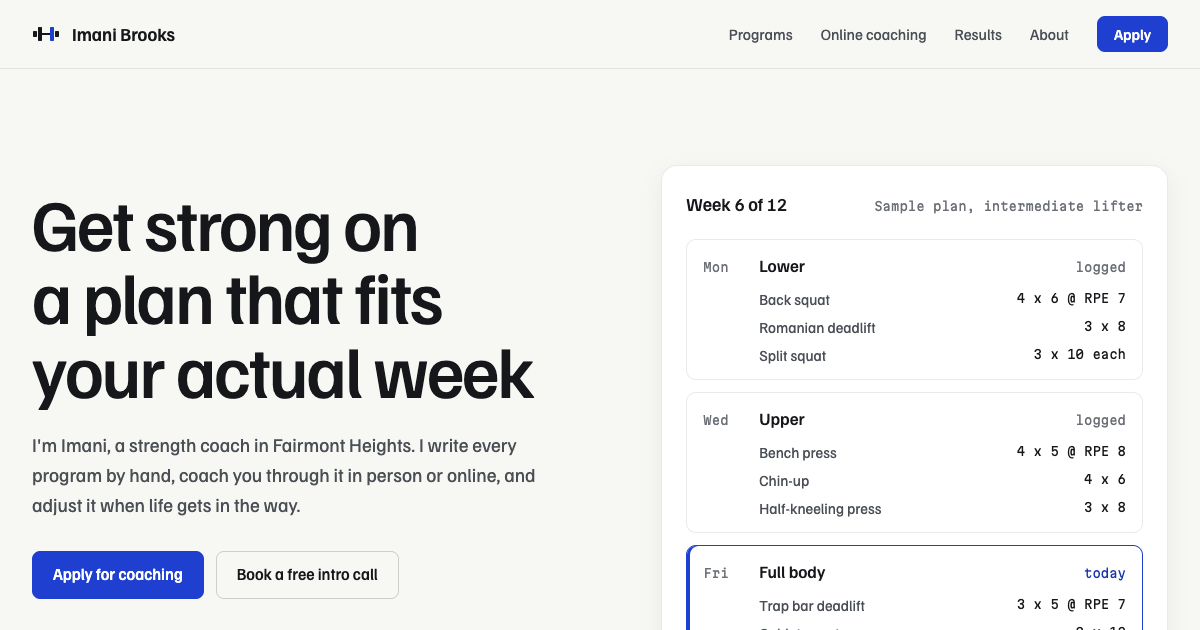 Imani Brooks
Programs
Online coaching
Results
About
Apply
Get strong on
a plan that fits
your actual week
I'm Imani, a strength coach in Fairmont Heights. I write every
program by hand, coach you through it in person or online, and
adjust it when life gets in the way.
Apply for coaching
Book a free intro call
Week 6 of 12
Sample plan, intermediate lifter
Mon
Lower
logged
Back squat
4 x 6 @ RPE 7
Romanian deadlift
3 x 8
Split squat
3 x 10 each
Wed
Upper
logged
Bench press
4 x 5 @ RPE 8
Chin-up
4 x 6
Half-kneeling press
3 x 8
Fri
Full body
today
Trap bar deadlift
3 x 5 @ RPE 7